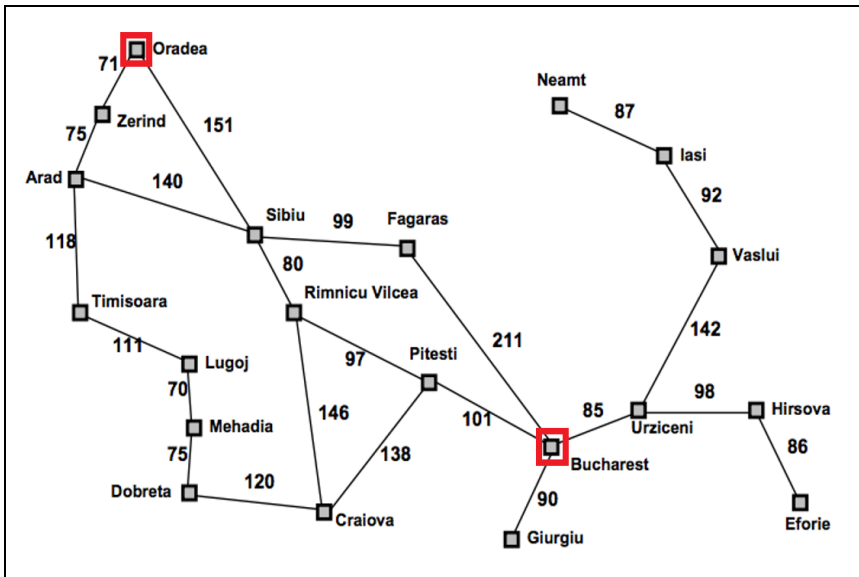 Oradea
71
Neamt
87
Zerind
151
75
Iasi
Arad
140
92
Sibiu
99
Fagaras
118
Vaslui
80
Rimnicu Vilcea
Timisoara
142
211
111
Lugoj
97
Pitesti
70
98
85
Hirsova
146
101
Urziceni
Mehadia
75
138
86
Bucharest
Dobreta
120
90
Craiova
Eforie
Giurgiu